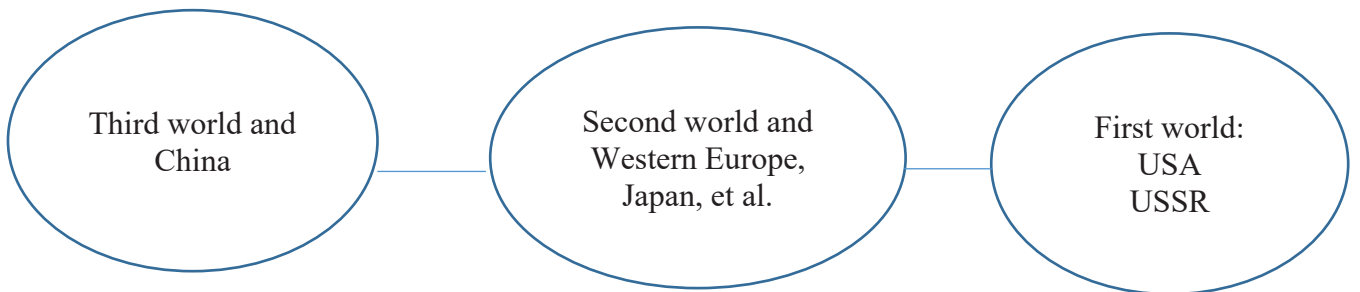 Third world and
China
Second world and
Western Europe,
Japan, et al.
First world:
USA
USSR